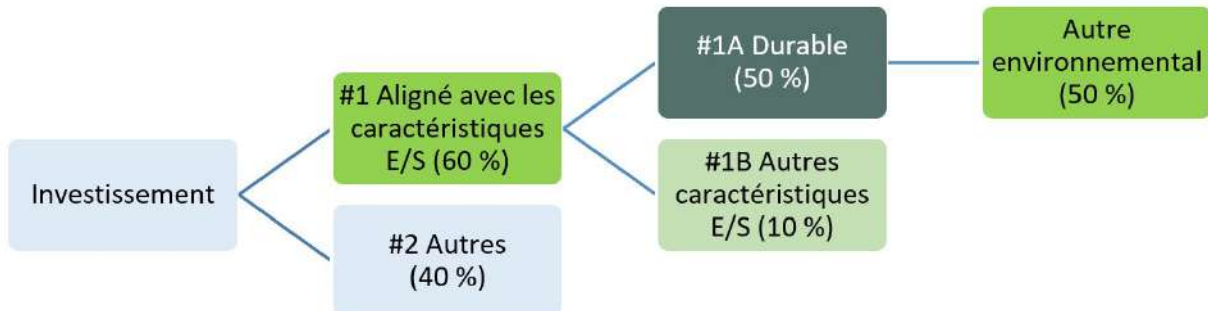 Investissement
#1 Aligné avec les
caractéristiques
E/S (60 %)
#2 Autres
(40 %)
#1A Durable
(50 %)
#1B Autres
caractéristiques
E/S (10 %)
Autre
environnemental
(50 %)